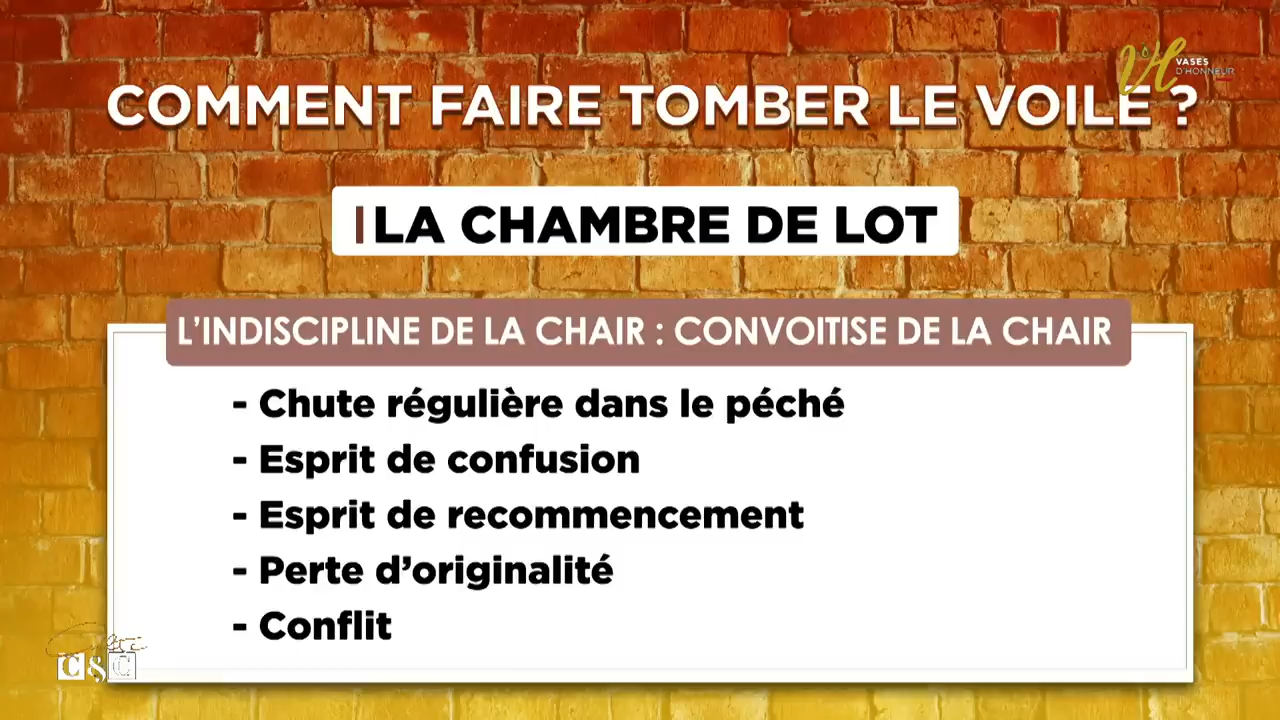 VH VASES
D'HONNEUR
COMMENT FAIRE TOMBER LE VOILE ?
LA CHAMBRE DE LOT
L'INDISCIPLINE DE LA CHAIR : CONVOITISE DE LA CHAIR
- Chute régulière dans le péché
- Esprit de confusion
- Esprit de recommencement
- Perte d'originalité
- Conflit
C&C